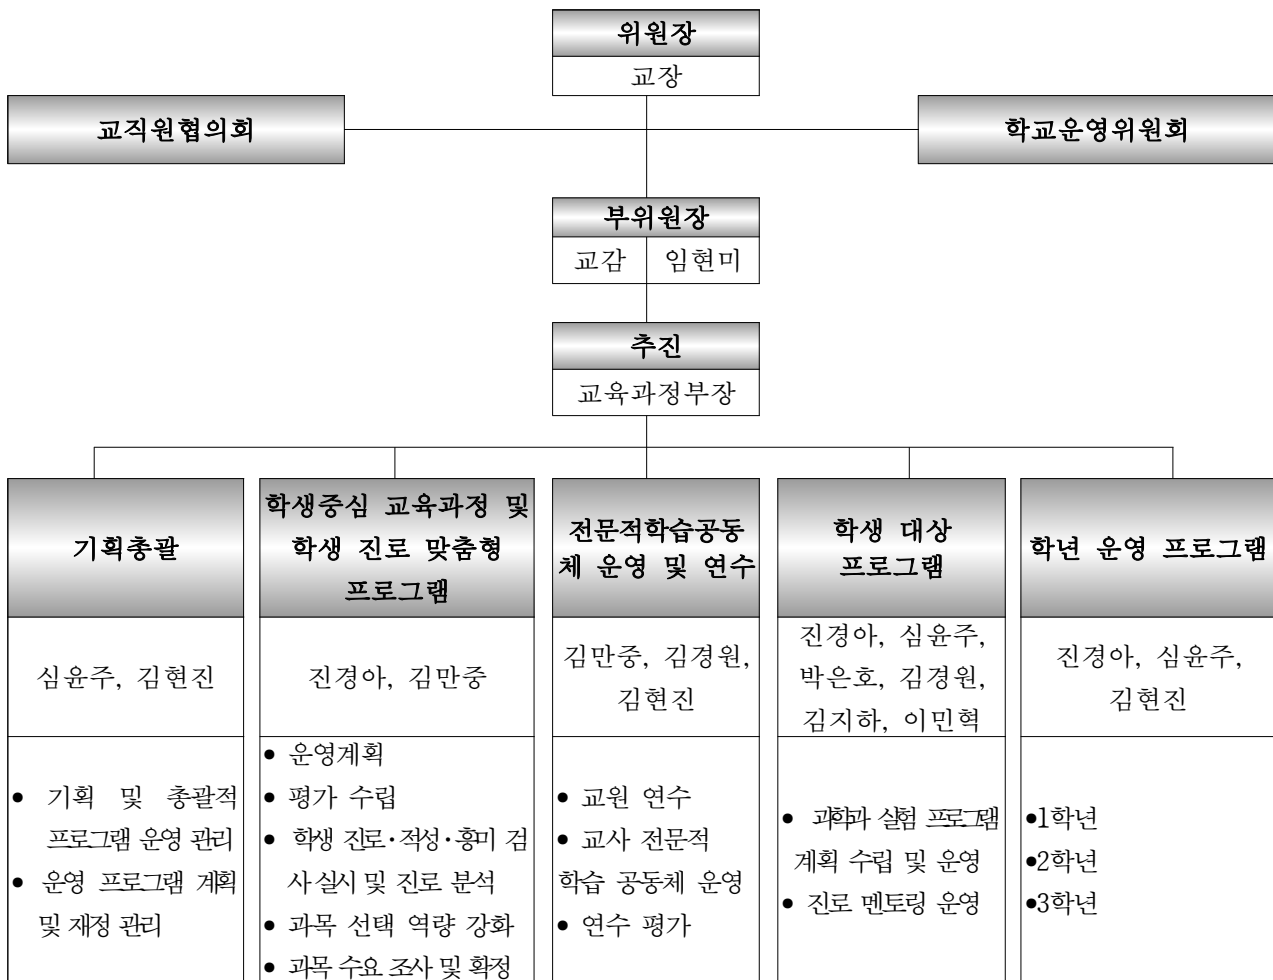 위원장
교장
교직원협의회
학교운영위원회
부위원장
교감 임현미
추진
교육과정부장
기획총괄
심윤주, 김현진
• 기획 및 총괄적
프로그램 운영 관리
• 운영 프로그램 계획
및 재정 관리
학생중심 교육과정 및
학생 진로 맞춤형
프로그램
진경아, 김만중
• 운영계획
• 평가 수립
• 학생 진로·적성·흥미 검
사 실시 및 진로 분석
• 과목 선택 역량 강화
• 과목 수요 조사 및 확정
전문적학습공동
체 운영 및 연수
김만중, 김경원,
김현진
• 교원 연수
• 교사 전문적
학습 공동체 운영
• 연수 평가
학생 대상
프로그램
진경아, 심윤주,
박은호, 김경원,
김지하, 이민혁
• 과학과 실험 프로그램
계획 수립 및 운영
• 진로 멘토링 운영
학년 운영 프로그램
진경아, 심윤주,
김현진
•1학년
•2학년
•3학년